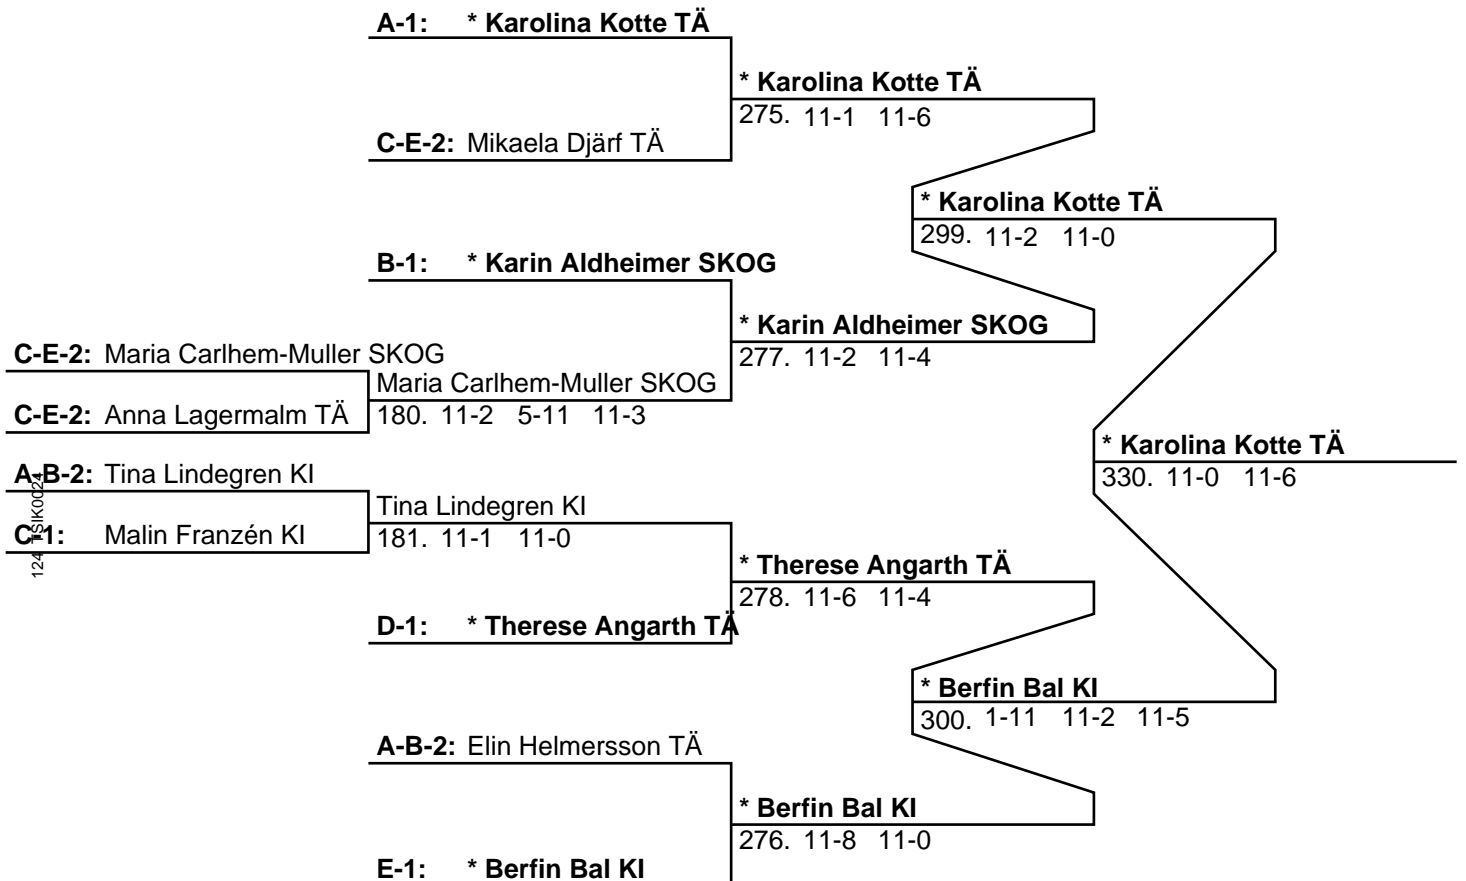 A-1: * Karolina Kotte TÄ
* Karolina Kotte TÄ
275. 11-1 11-6
C-E-2: Mikaela Djärf TÄ
* Karolina Kotte TÄ
299. 11-2 11-0
B-1: * Karin Aldheimer SKOG
* Karin Aldheimer SKOG
277. 11-2 11-4
C-E-2: Maria Carlhem-Muller SKOG
Maria Carlhem-Muller SKOG
180. 11-2 5-11 11-3
C-E-2: Anna Lagermalm TÄ
* Karolina Kotte TÄ
330. 11-0 11-6
A-B-2: Tina Lindegren KI
Tina Lindegren KI
181. 11-1 11-0
C-1: Malin Franzén KI
* Therese Angarth TÄ
278. 11-6 11-4
D-1: * Therese Angarth TÄ
* Berfin Bal KI
300. 1-11 11-2 11-5
A-B-2: Elin Helmersson TÄ
* Berfin Bal KI
276. 11-8 11-0
E-1: * Berfin Bal KI